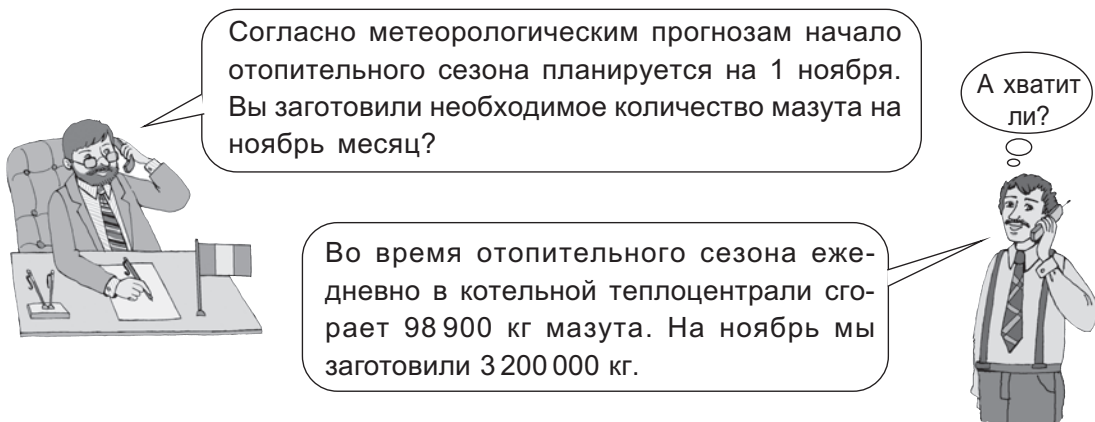 Согласно метеорологическим прогнозам начало
отопительного сезона планируется на 1 ноября.
Вы заготовили необходимое количество мазута на
ноябрь месяц?
А хватит
ли?
Во время отопительного сезона еже-
дневно в котельной теплоцентрали сго-
рает 98 900 кг мазута. На ноябрь мы
заготовили 3 200 000 кг.